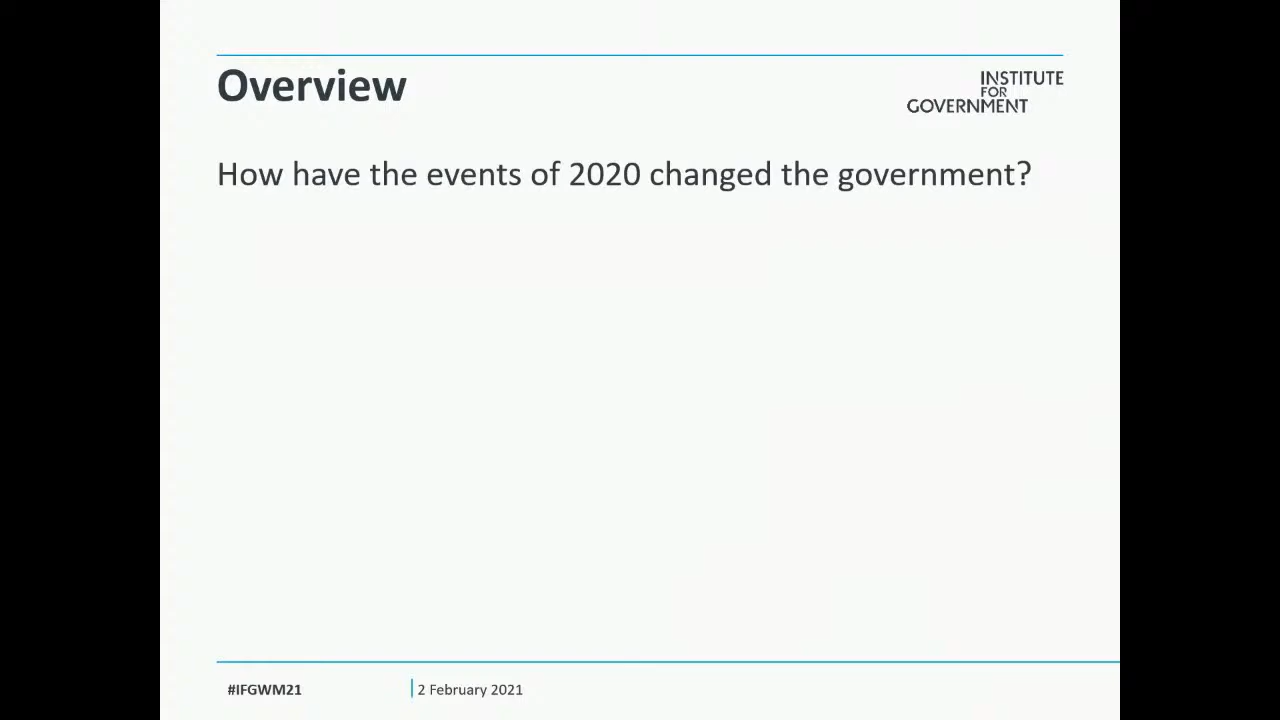 Overview
INSTITUTE
FOR
GOVERNMENT
How have the events of 2020 changed the government?
#IFGWM21
2 February 2021